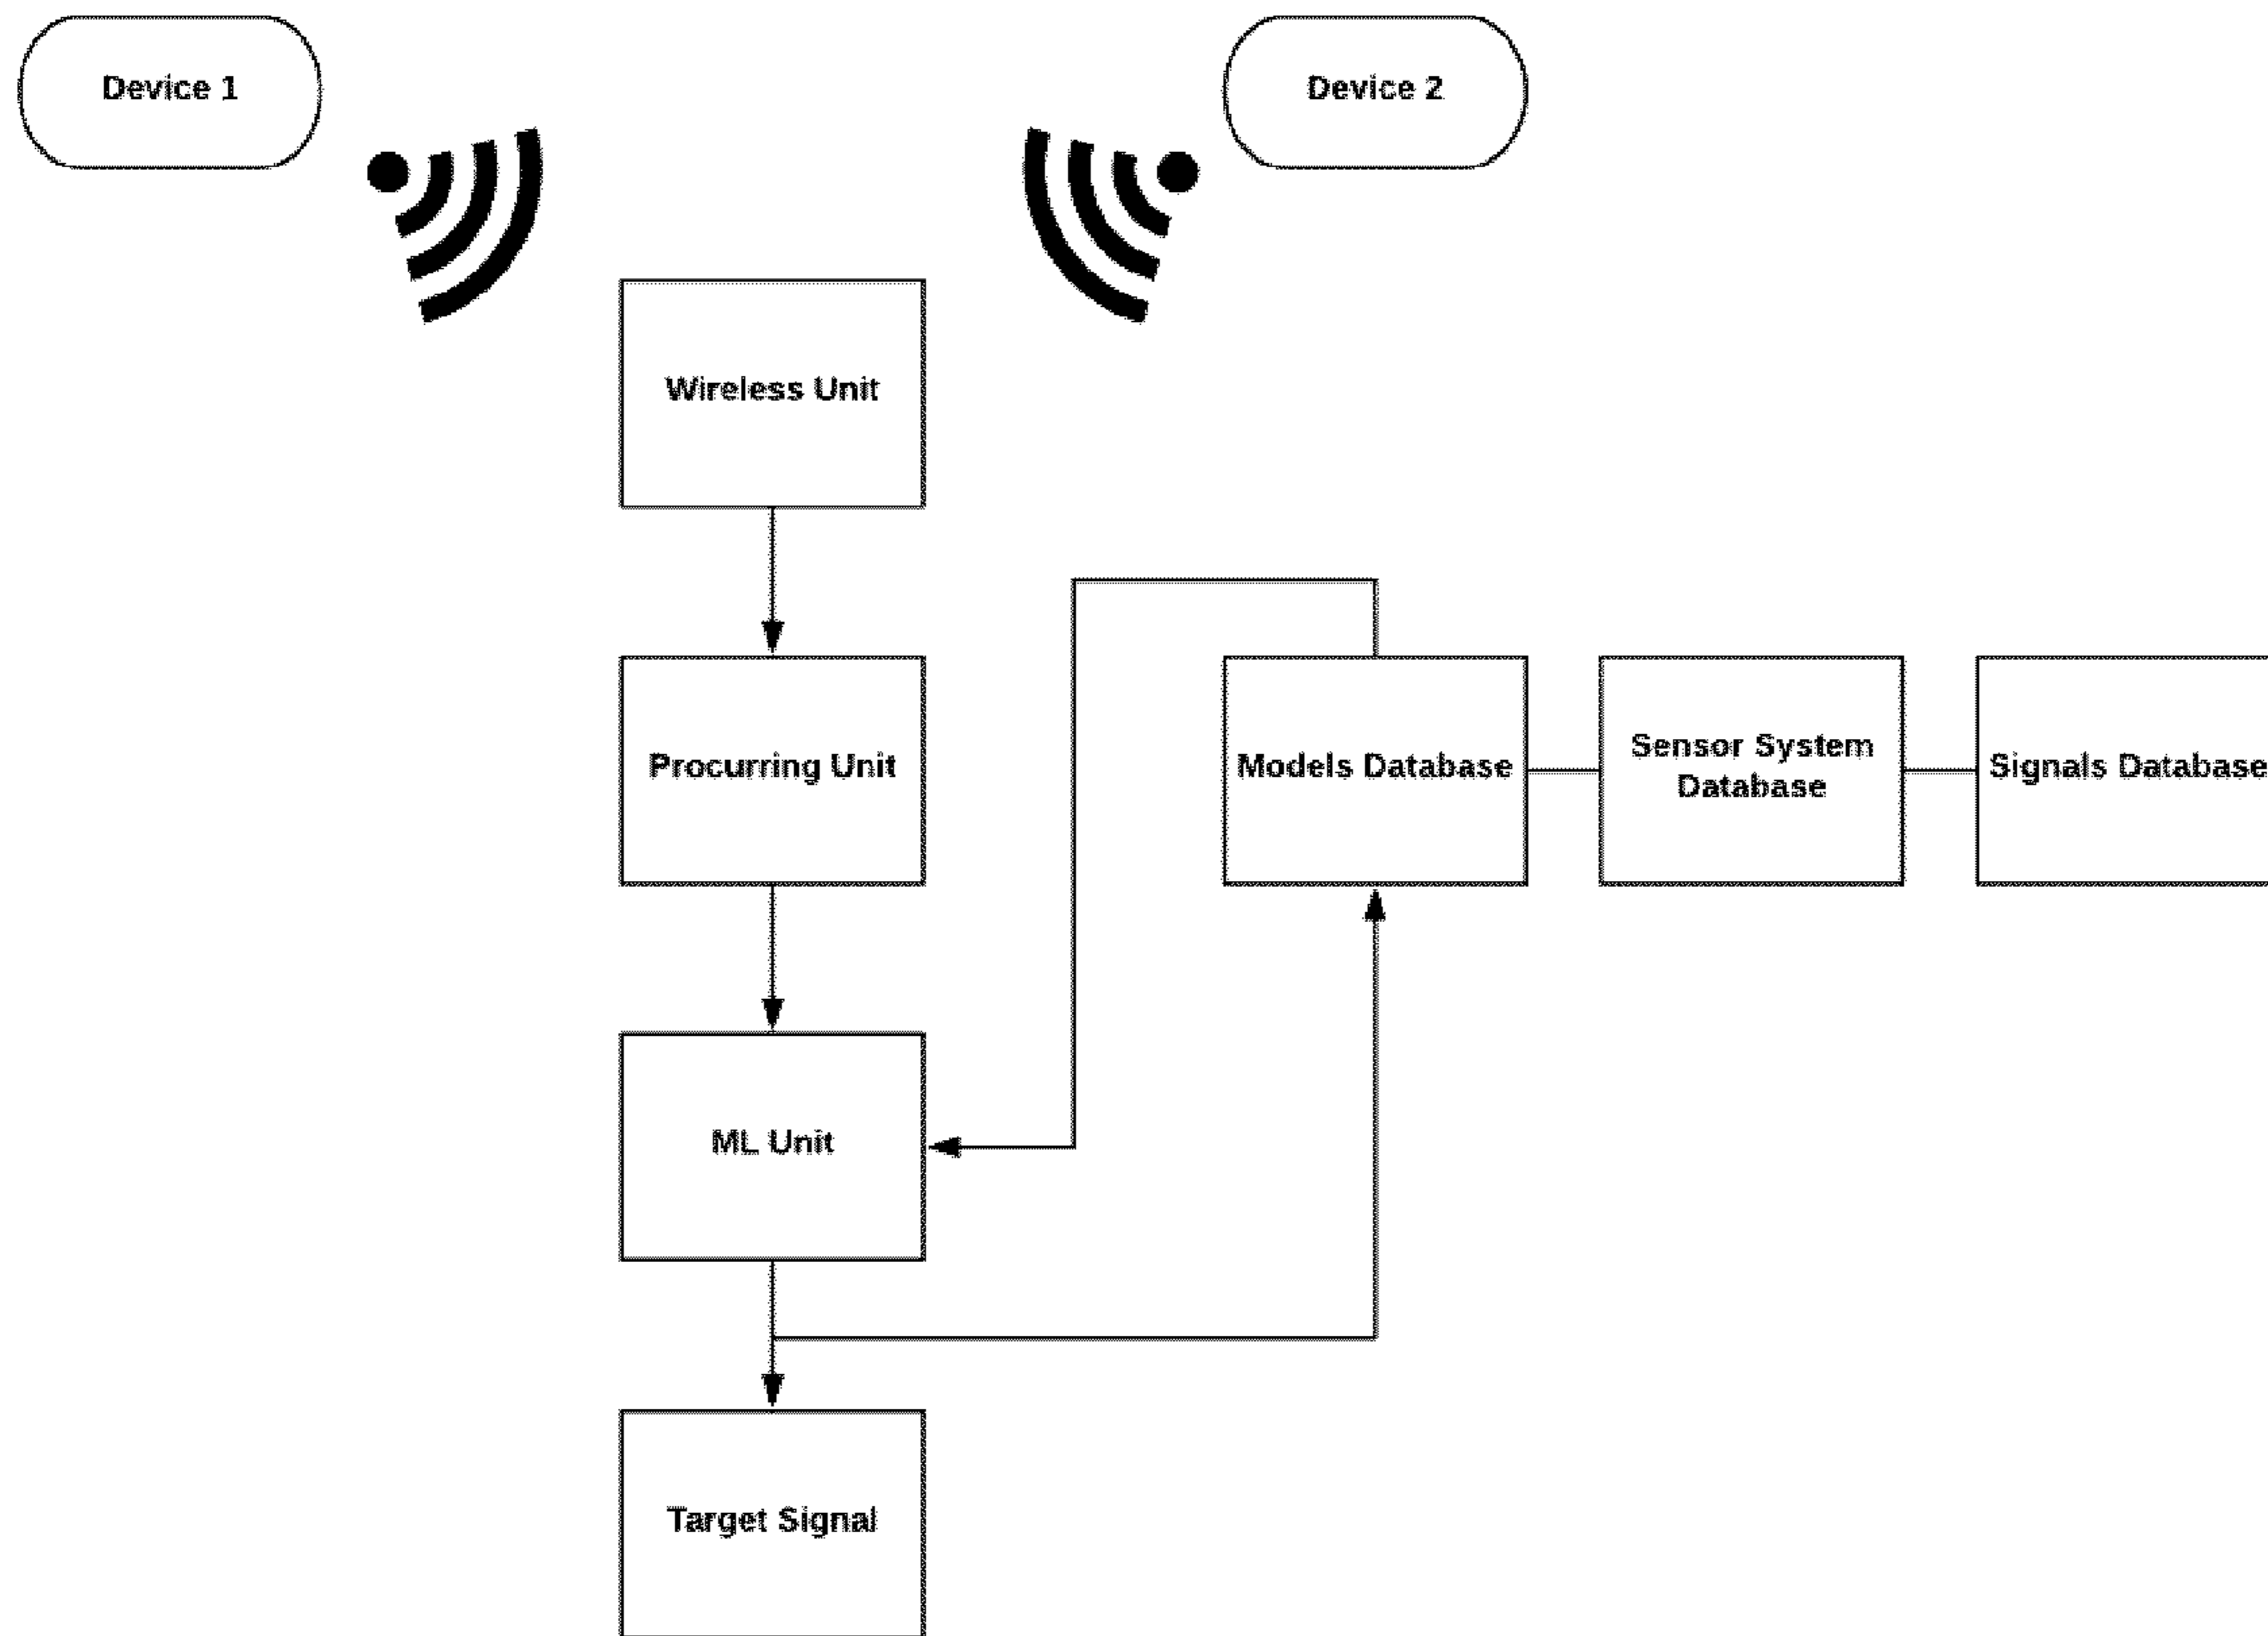 Device 1
Device 2
Wireless Unit
Procurring Unit
Models Database
Sensor System
Database
Signals Database
ML Unit
Target Signal